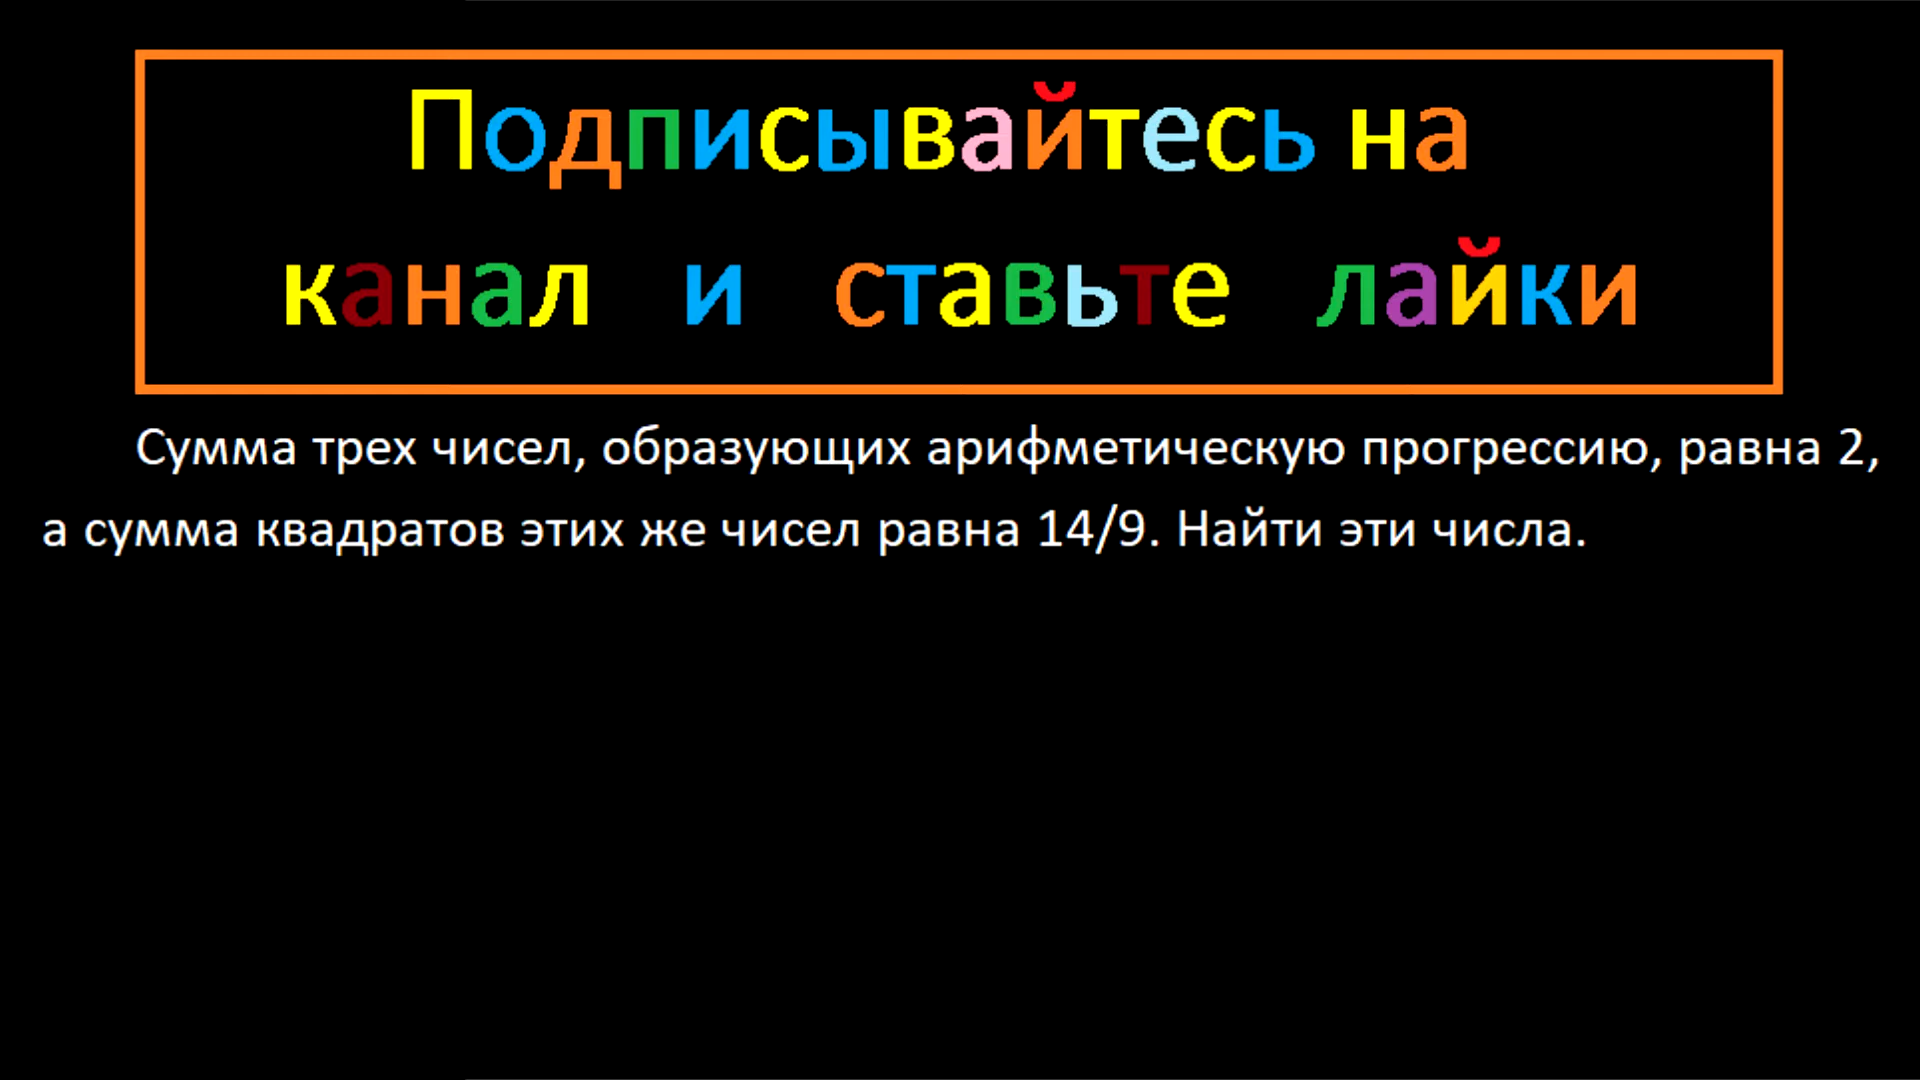 Подписывайтесь на
канал и ставьте лайки
Сумма трех чисел, образующих арифметическую прогрессию, равна 2,
а сумма квадратов этих же чисел равна 14/9. Найти эти числа.